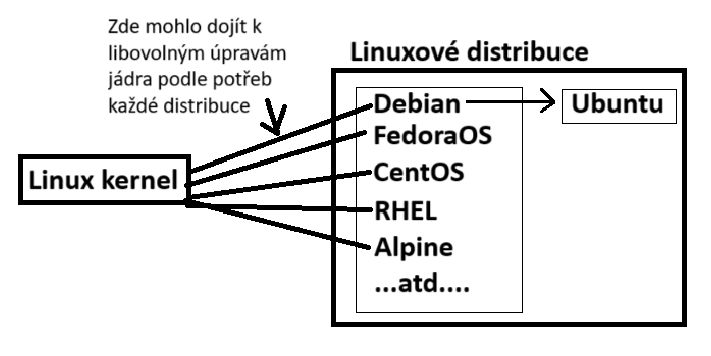 Zde mohlo dojít k
libovolným úpravám
jádra podle potřeb
každé distribuce
Linuxové distribuce
Linux kernel
Debian
Ubuntu
FedoraOS
CentOS
RHEL
Alpine
...atd....